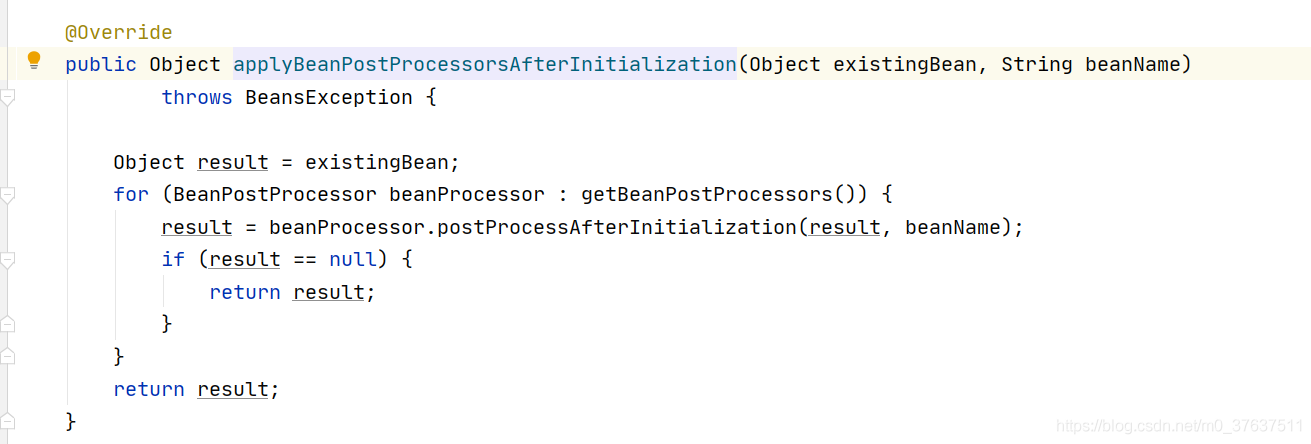 @Override
public Object applyBeanPostProcessorsAfterInitialization(Object existingBean, String beanName)
        throws BeansException {

    Object result = existingBean;
    for (BeanPostProcessor beanProcessor : getBeanPostProcessors()) {
        result = beanProcessor.postProcessAfterInitialization(result, beanName);
        if (result == null) {
            return result;
        }
    }
    return result;
}
https://blog.csdn.net/m0_37637511